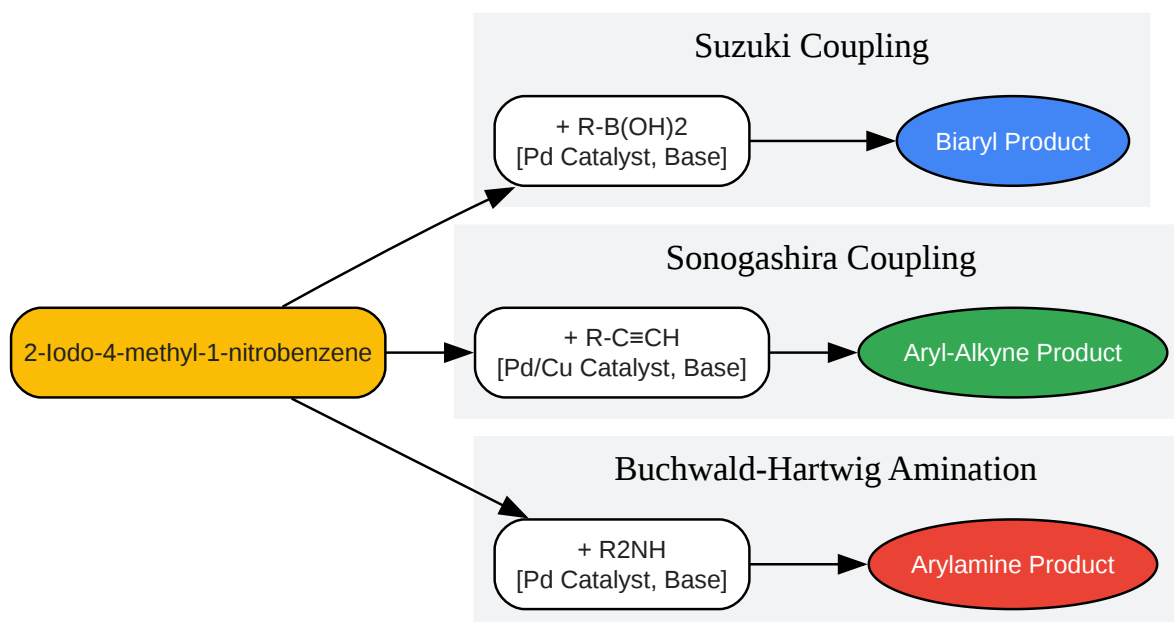 Suzuki Coupling
+ R-B(OH)2
[Pd Catalyst, Base]
Biaryl Product
Sonogashira Coupling
2-Iodo-4-methyl-1-nitrobenzene
+ R-C≡CH
[Pd/Cu Catalyst, Base]
Aryl-Alkyne Product
Buchwald-Hartwig Amination
+ R2NH
[Pd Catalyst, Base]
Arylamine Product